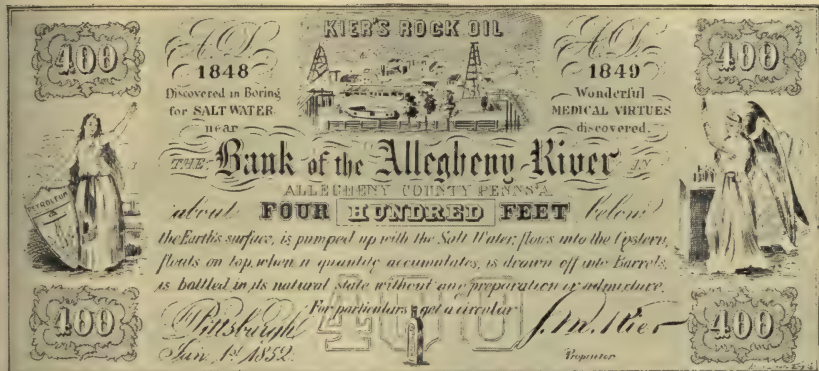 KIER'S ROCK OIL
400
A.D. 1848
Discovered in Boring
for SALT WATER
near
A.D. 1849
Wonderful
MEDICAL VIRTUES
discovered.
400
THE Bank of the Allegheny River IN
ALLEGHENY COUNTY PENNS'A.
PETROLEUM
about FOUR HUNDRED FEET below
the Earth's surface, is pumped up with the Salt Water, flows into the Cystern,
floats on top, when a quantity accumulates, is drawn off into Barrels,
is bottled in its natural state without any preparation or admixture.
For particulars get a circular
400
400
Pittsburgh
Jan. 1st 1852.
S.M. Kier
Proprietor
400